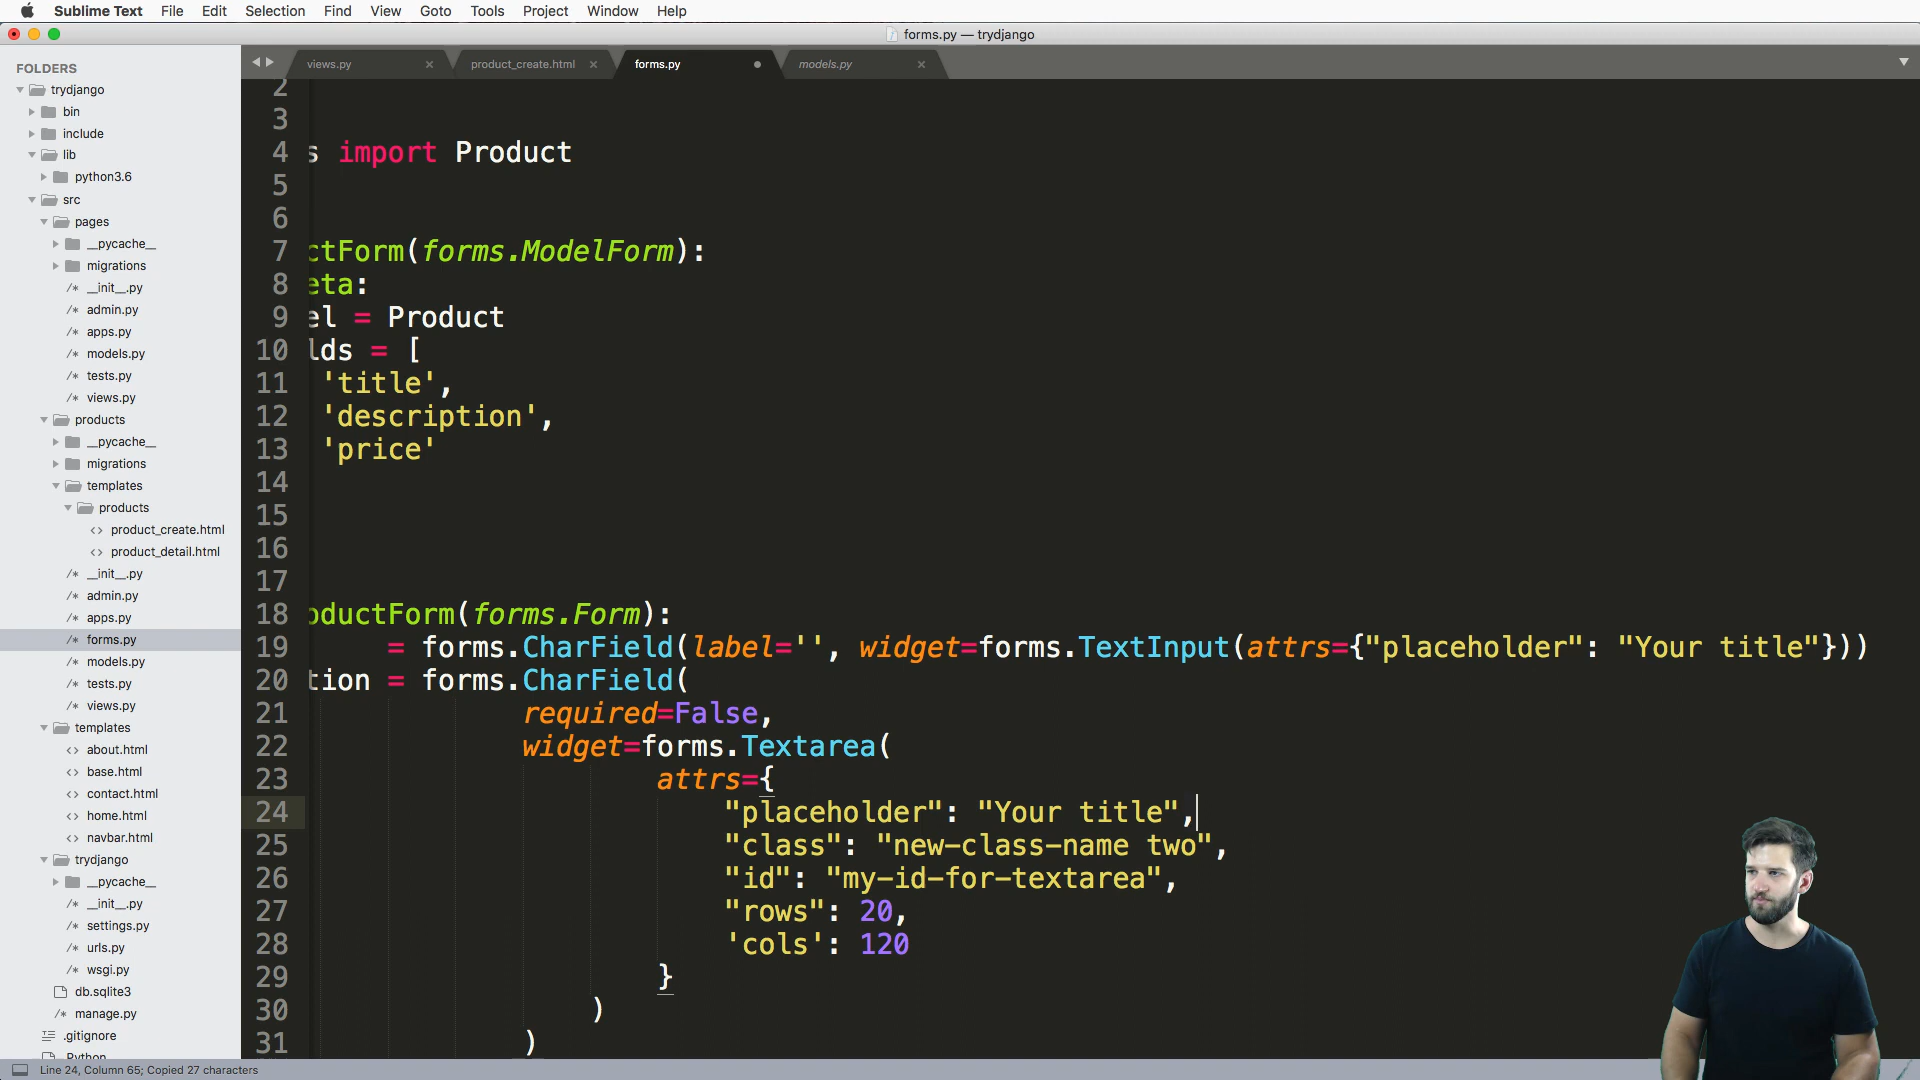 Sublime Text File Edit Selection Find View Goto Tools Project Window Help
forms.py — trydjango
FOLDERS
trydjango
bin
include
lib
python3.6
src
pages
__pycache__
migrations
__init__.py
admin.py
apps.py
models.py
tests.py
views.py
products
__pycache__
migrations
templates
products
product_create.html
product_detail.html
__init__.py
admin.py
apps.py
forms.py
models.py
tests.py
views.py
templates
about.html
base.html
contact.html
home.html
navbar.html
trydjango
__pycache__
__init__.py
settings.py
urls.py
wsgi.py
db.sqlite3
manage.py
.gitignore
.Python
views.py product_create.html forms.py models.py
2
3
4 s import Product
5
6
7 ctForm(forms.ModelForm):
8 eta:
9 el = Product
10 lds = [
11 'title',
12 'description',
13 'price'
14
15
16
17
18 oductForm(forms.Form):
19 = forms.CharField(label='', widget=forms.TextInput(attrs={"placeholder": "Your title"}))
20 tion = forms.CharField(
21 required=False,
22 widget=forms.Textarea(
23 attrs={
24 "placeholder": "Your title",
25 "class": "new-class-name two",
26 "id": "my-id-for-textarea",
27 "rows": 20,
28 'cols': 120
29 }
30 )
31 )
Line 24, Column 65; Copied 27 characters